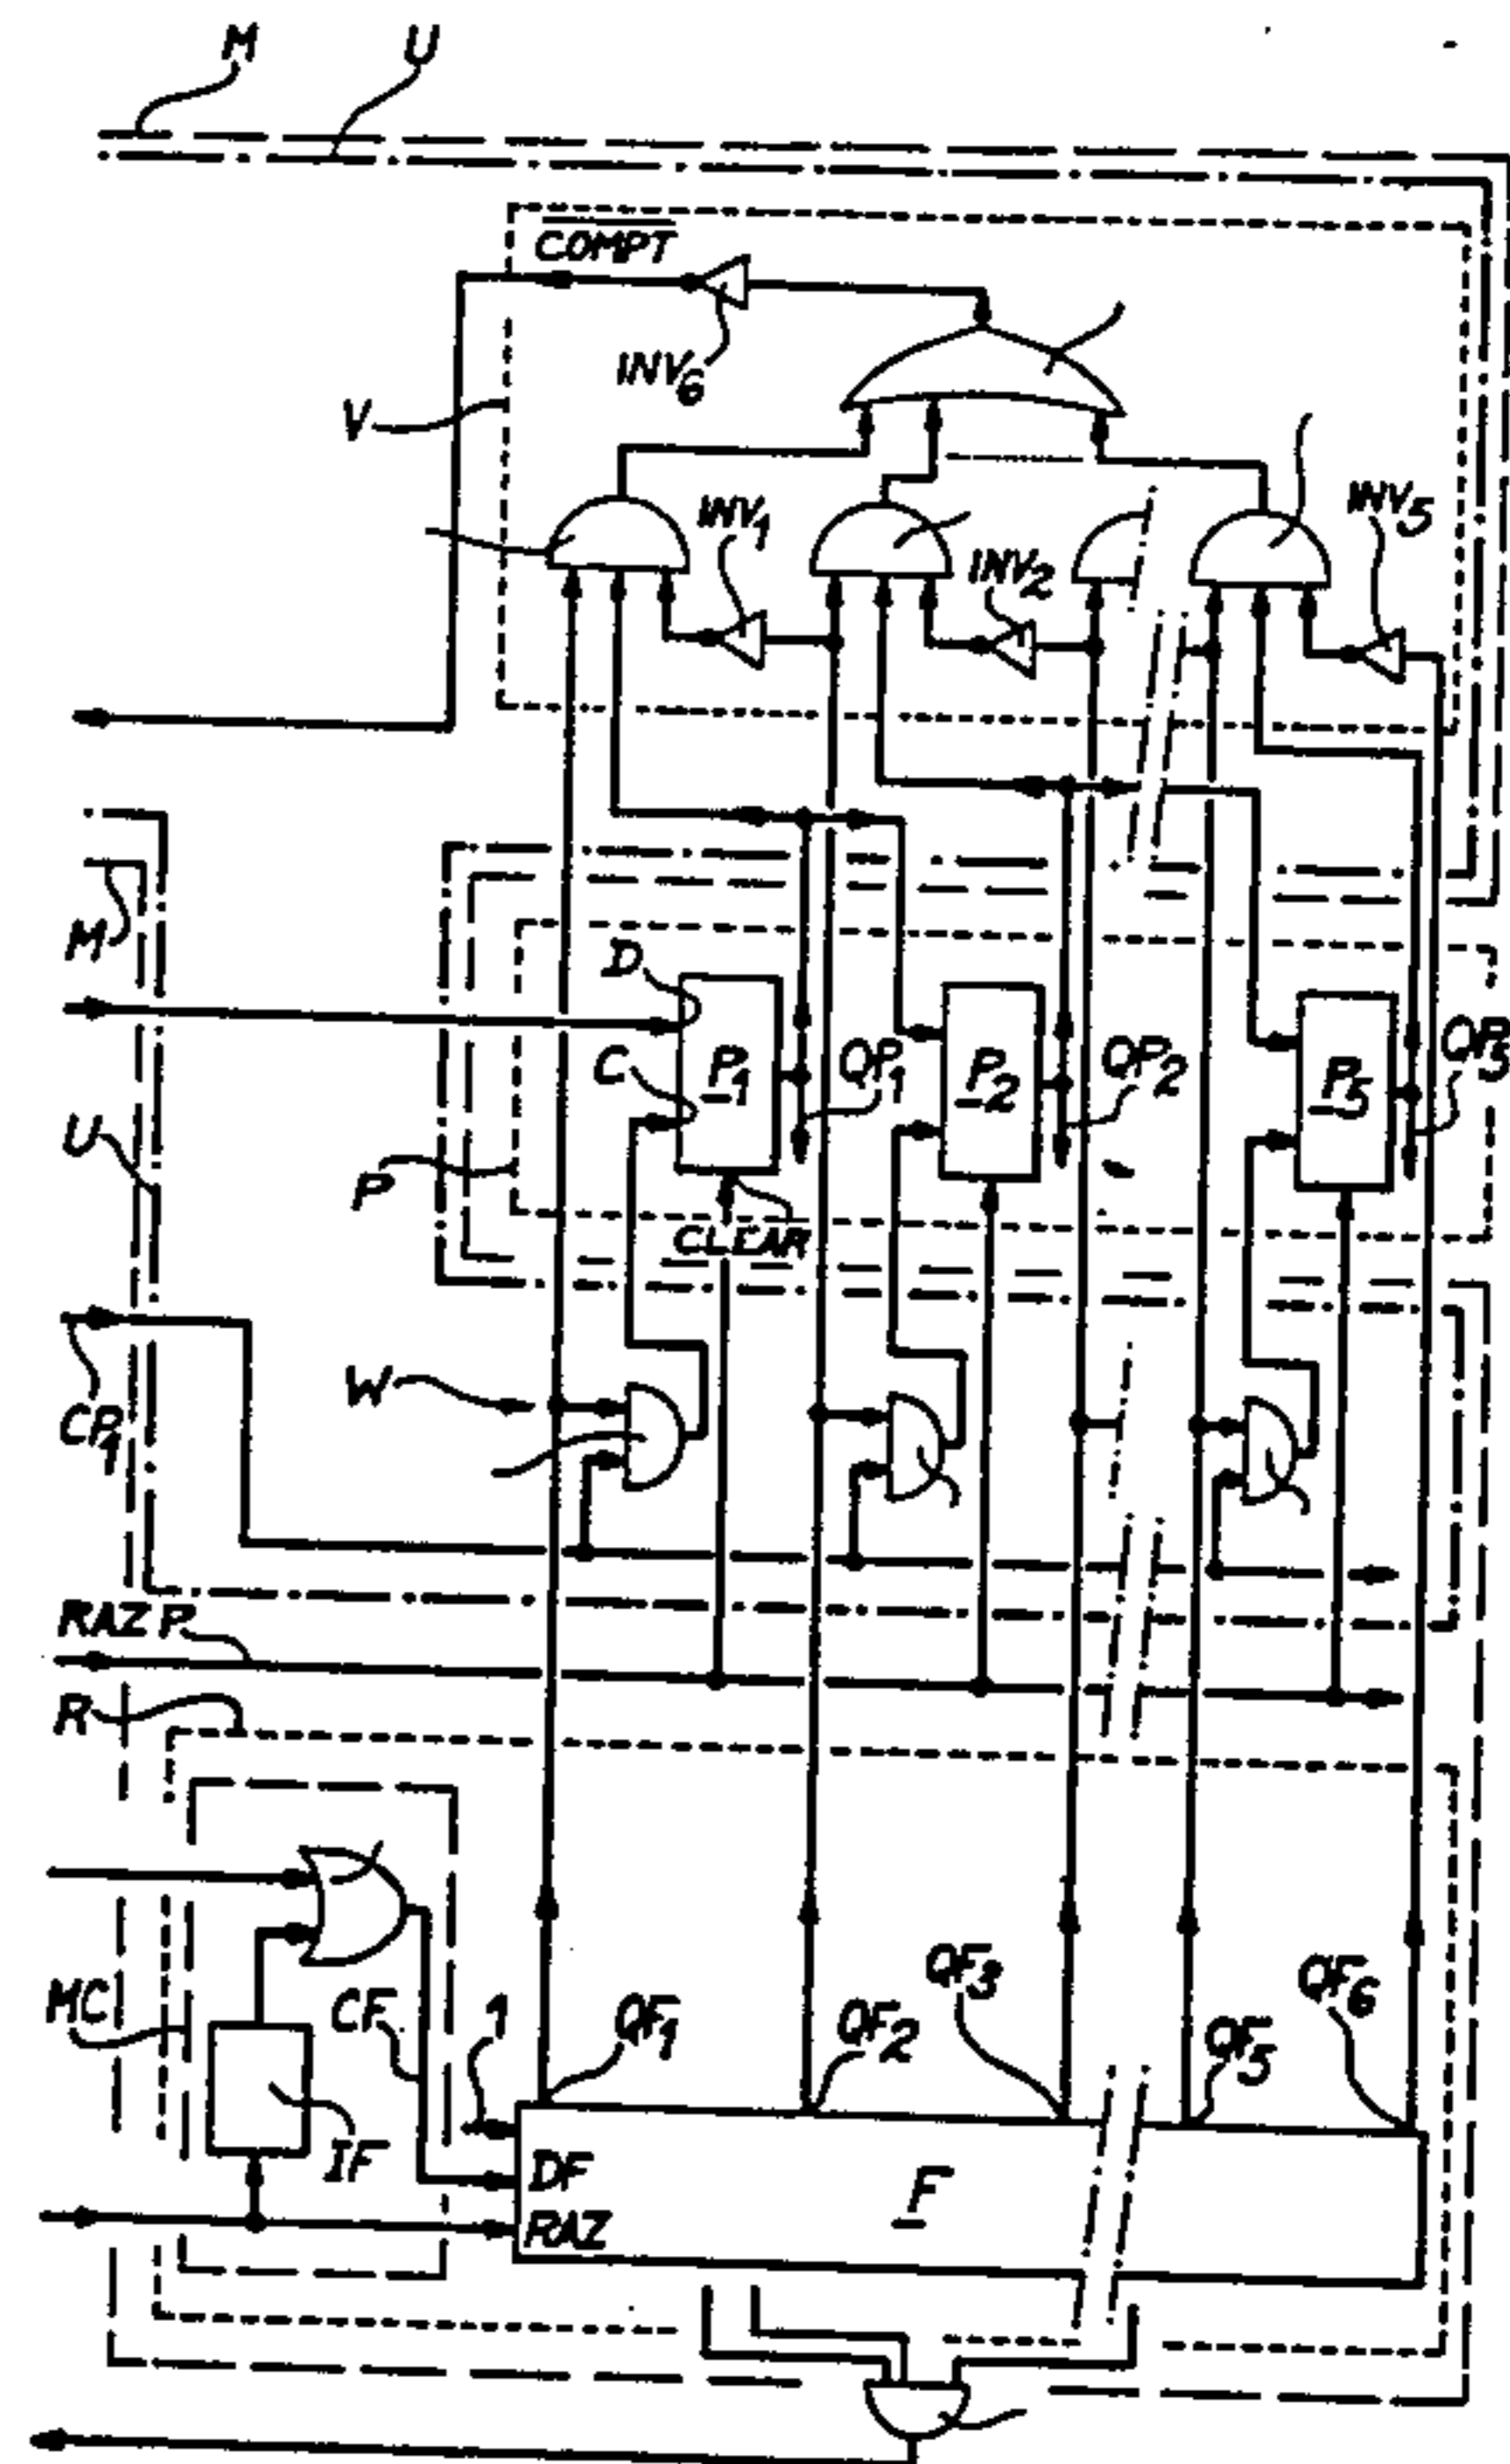 M U
COMPT
INV6
V
INV1
INV5
INV2
M
D
C
P1
QP1
P2
QP2
P5
QP5
U
P
CLEAR
W
CP1
RAZ P
R
MC
CF
1
QF1
QF2
QF3
QF5
QF6
IF
DF
F
RAZ